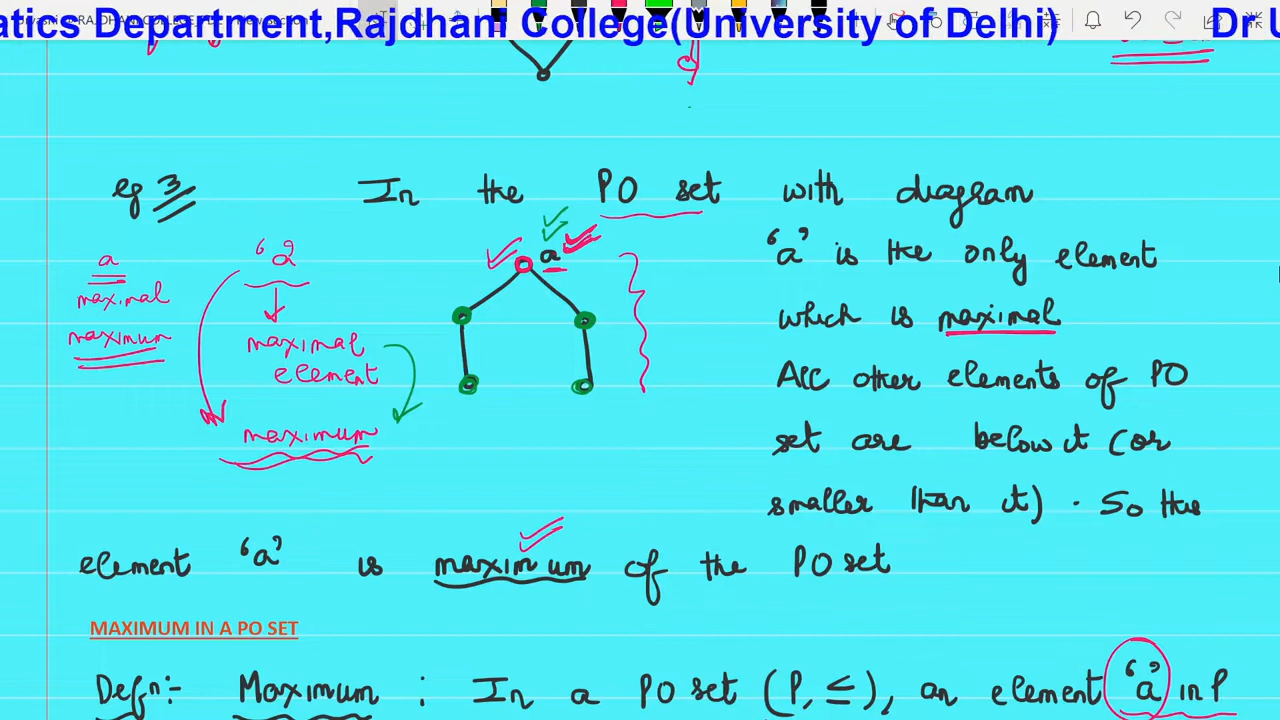 atics Department,Rajdhani College(University of Delhi) Dr U
eg 3 In the PO set with diagram
a 'a' a 'a' is the only element
maximal maximal which is maximal
maximum element All other elements of PO
maximum set are below it (or
smaller than it) . So this
element 'a' is maximum of the PO set
MAXIMUM IN A PO SET
Defn:- Maximum : In a PO set (P, ≤), an element 'a' in P